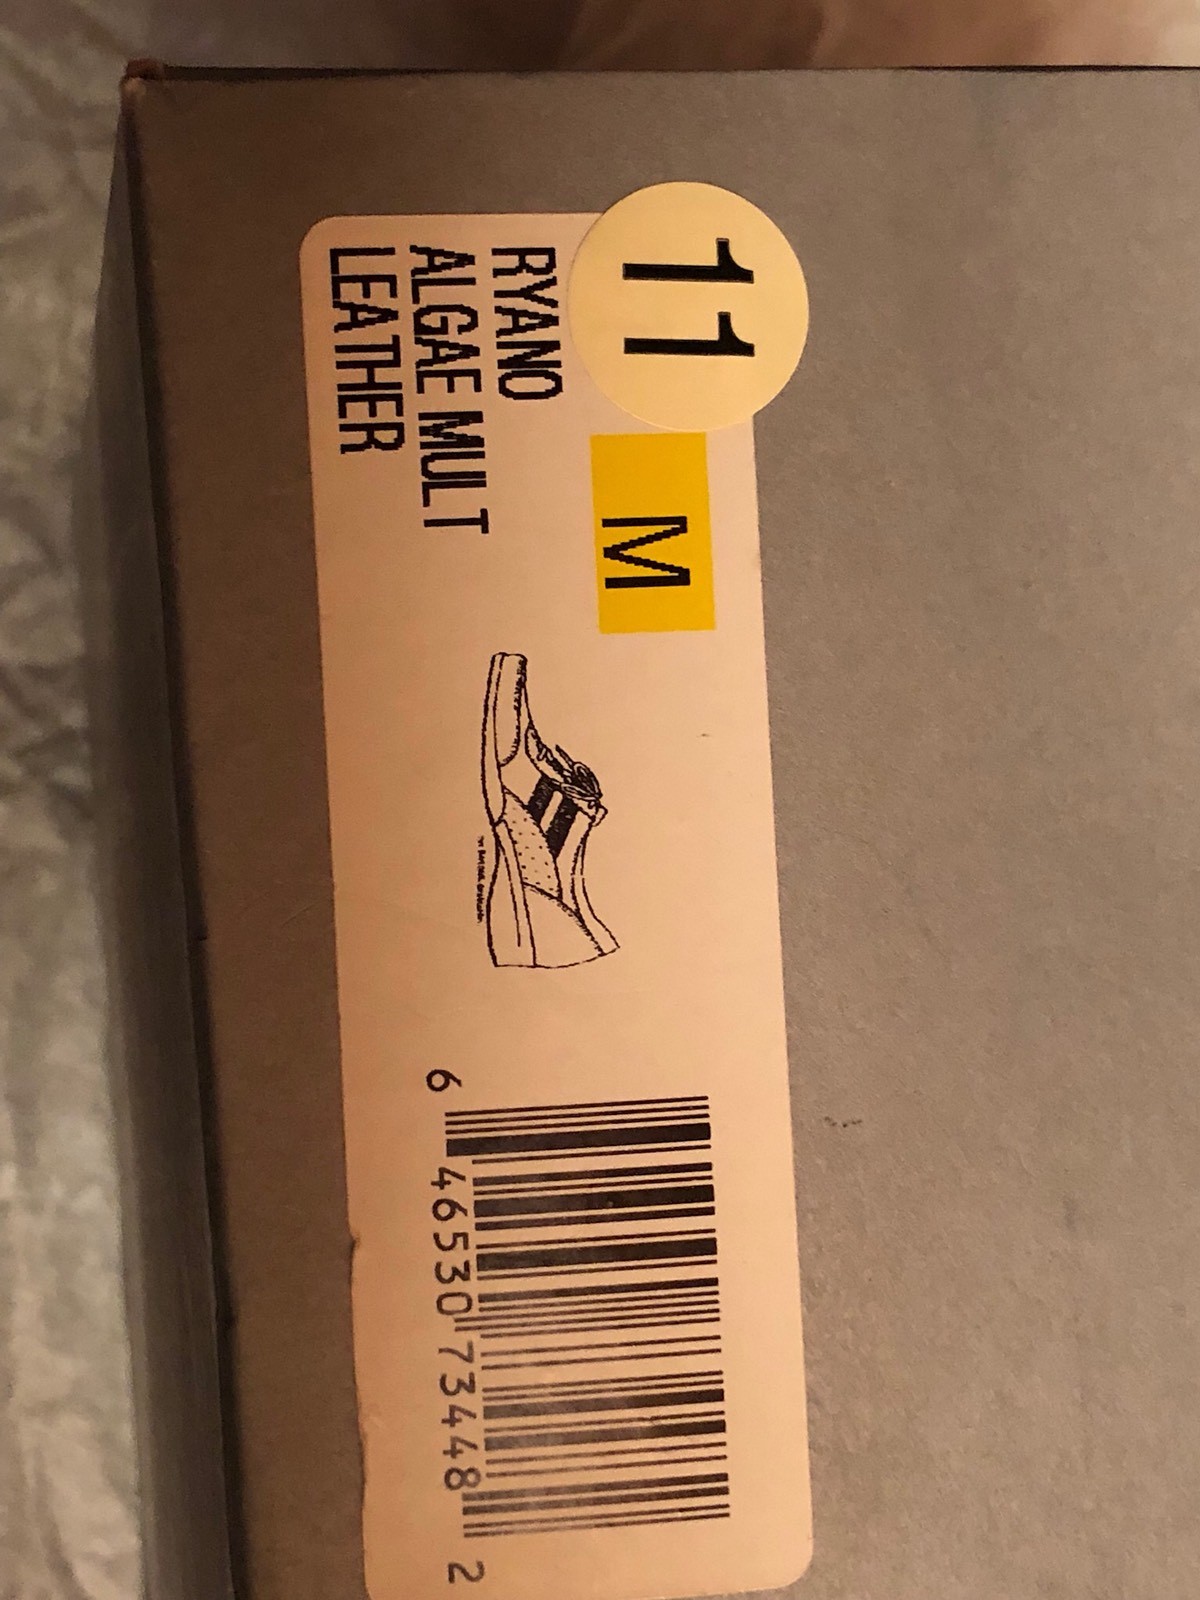 11
M
RYANO
ALGAE MULT
LEATHER
6 46530 73448 2